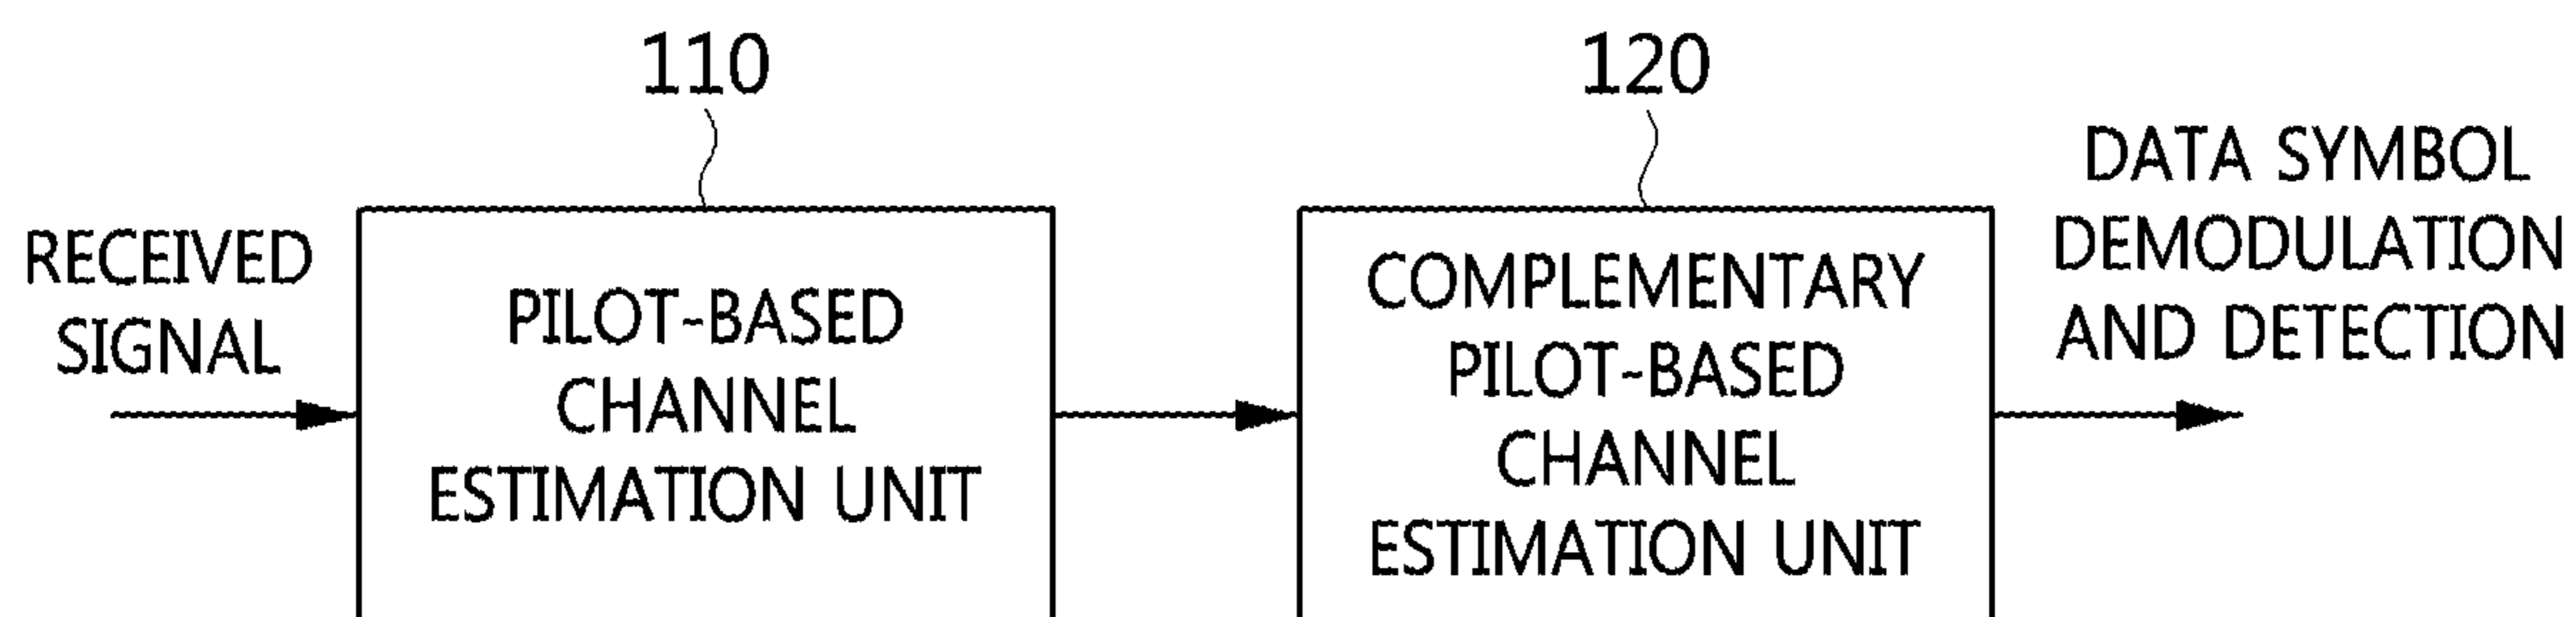 110
120
RECEIVED
SIGNAL
PILOT-BASED
CHANNEL
ESTIMATION UNIT
COMPLEMENTARY
PILOT-BASED
CHANNEL
ESTIMATION UNIT
DATA SYMBOL
DEMODULATION
AND DETECTION